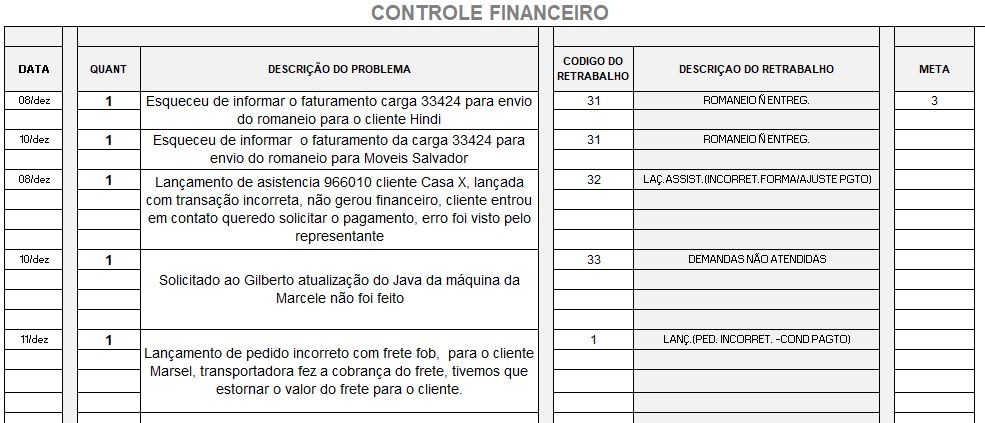 CONTROLE FINANCEIRO
DATA QUANT DESCRIÇÃO DO PROBLEMA CODIGO DO RETRABALHO DESCRIÇAO DO RETRABALHO META
08/dez 1 Esqueceu de informar o faturamento carga 33424 para envio 31 ROMANEIO Ñ ENTREG. 3
do romaneio para o cliente Hindi
10/dez 1 Esqueceu de informar o faturamento da carga 33424 para 31 ROMANEIO Ñ ENTREG.
envio do romaneio para Moveis Salvador
08/dez 1 Lançamento de asistencia 966010 cliente Casa X, lançada 32 LAÇ.ASSIST.(INCORRET.FORMA/AJUSTE PGTO)
com transação incorreta, não gerou financeiro, cliente entrou
em contato queredo solicitar o pagamento, erro foi visto pelo
representante
10/dez 1 33 DEMANDAS NÃO ATENDIDAS
Solicitado ao Gilberto atualização do Java da máquina da
Marcele não foi feito
11/dez 1 1 LANÇ.(PED. INCORRET. -COND PAGTO)
Lançamento de pedido incorreto com frete fob, para o cliente
Marsel, transportadora fez a cobrança do frete, tivemos que
estornar o valor do frete para o cliente.